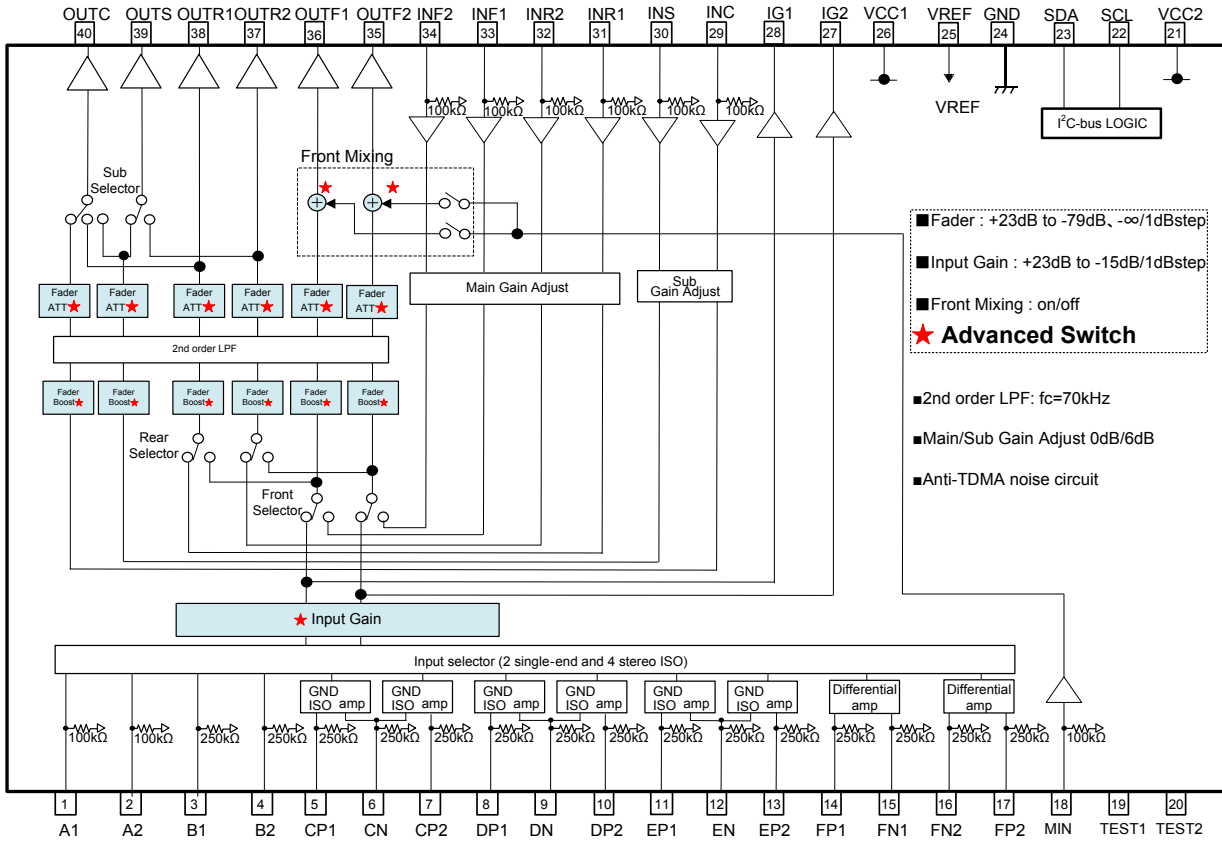 OUTC OUTS OUTR1 OUTR2 OUTF1 OUTF2 INF2 INF1 INR2 INR1 INS INC IG1 IG2 VCC1 VREF GND SDA SCL VCC2
40 39 38 37 36 35 34 33 32 31 30 29 28 27 26 25 24 23 22 21
100kΩ 100kΩ 100kΩ 100kΩ 100kΩ 100kΩ
VREF
I²C-bus LOGIC
Front Mixing
Sub
Selector
■Fader : +23dB to -79dB、-∞/1dBstep
■Input Gain : +23dB to -15dB/1dBstep
■Front Mixing : on/off
★ Advanced Switch
Main Gain Adjust
Sub
Gain Adjust
Fader
ATT★
Fader
ATT★
Fader
ATT★
Fader
ATT★
Fader
ATT★
Fader
ATT★
2nd order LPF
Fader
Boost★
Fader
Boost★
Fader
Boost★
Fader
Boost★
Fader
Boost★
Fader
Boost★
■2nd order LPF: fc=70kHz
■Main/Sub Gain Adjust 0dB/6dB
■Anti-TDMA noise circuit
Rear
Selector
Front
Selector
★ Input Gain
Input selector (2 single-end and 4 stereo ISO)
GND
ISO amp
GND
ISO amp
GND
ISO amp
GND
ISO amp
GND
ISO amp
GND
ISO amp
Differential
amp
Differential
amp
100kΩ 100kΩ 250kΩ 250kΩ 250kΩ 250kΩ 250kΩ 250kΩ 250kΩ 250kΩ 250kΩ 250kΩ 250kΩ 250kΩ 250kΩ 250kΩ 250kΩ 100kΩ
1 2 3 4 5 6 7 8 9 10 11 12 13 14 15 16 17 18 19 20
A1 A2 B1 B2 CP1 CN CP2 DP1 DN DP2 EP1 EN EP2 FP1 FN1 FN2 FP2 MIN TEST1 TEST2